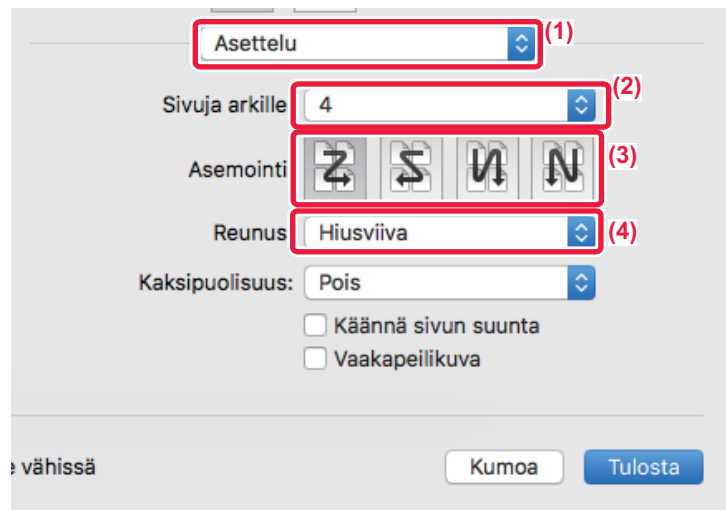 Asettelu (1)
Sivuja arkille 4 (2)
Asemointi (3)
Reunus Hiusviiva (4)
Kaksipuolisuus: Pois
Käännä sivun suunta
Vaakapeilikuva
e vähissä Kumoa Tulosta